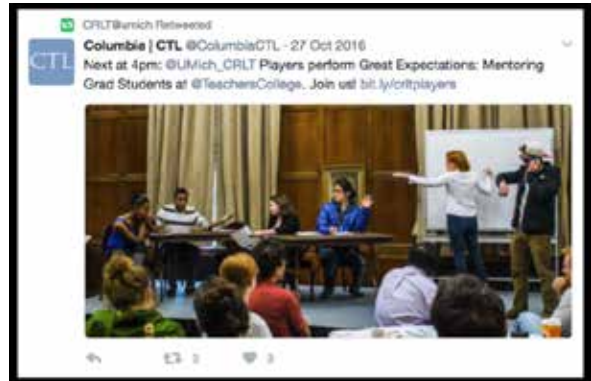 CRLT@umich Retweeted
Columbia | CTL @ColumbiaCTL · 27 Oct 2016
CTL
Next at 4pm: @UMich_CRLT Players perform Great Expectations: Mentoring
Grad Students at @TeachersCollege. Join us! bit.ly/crltplayers
3 3